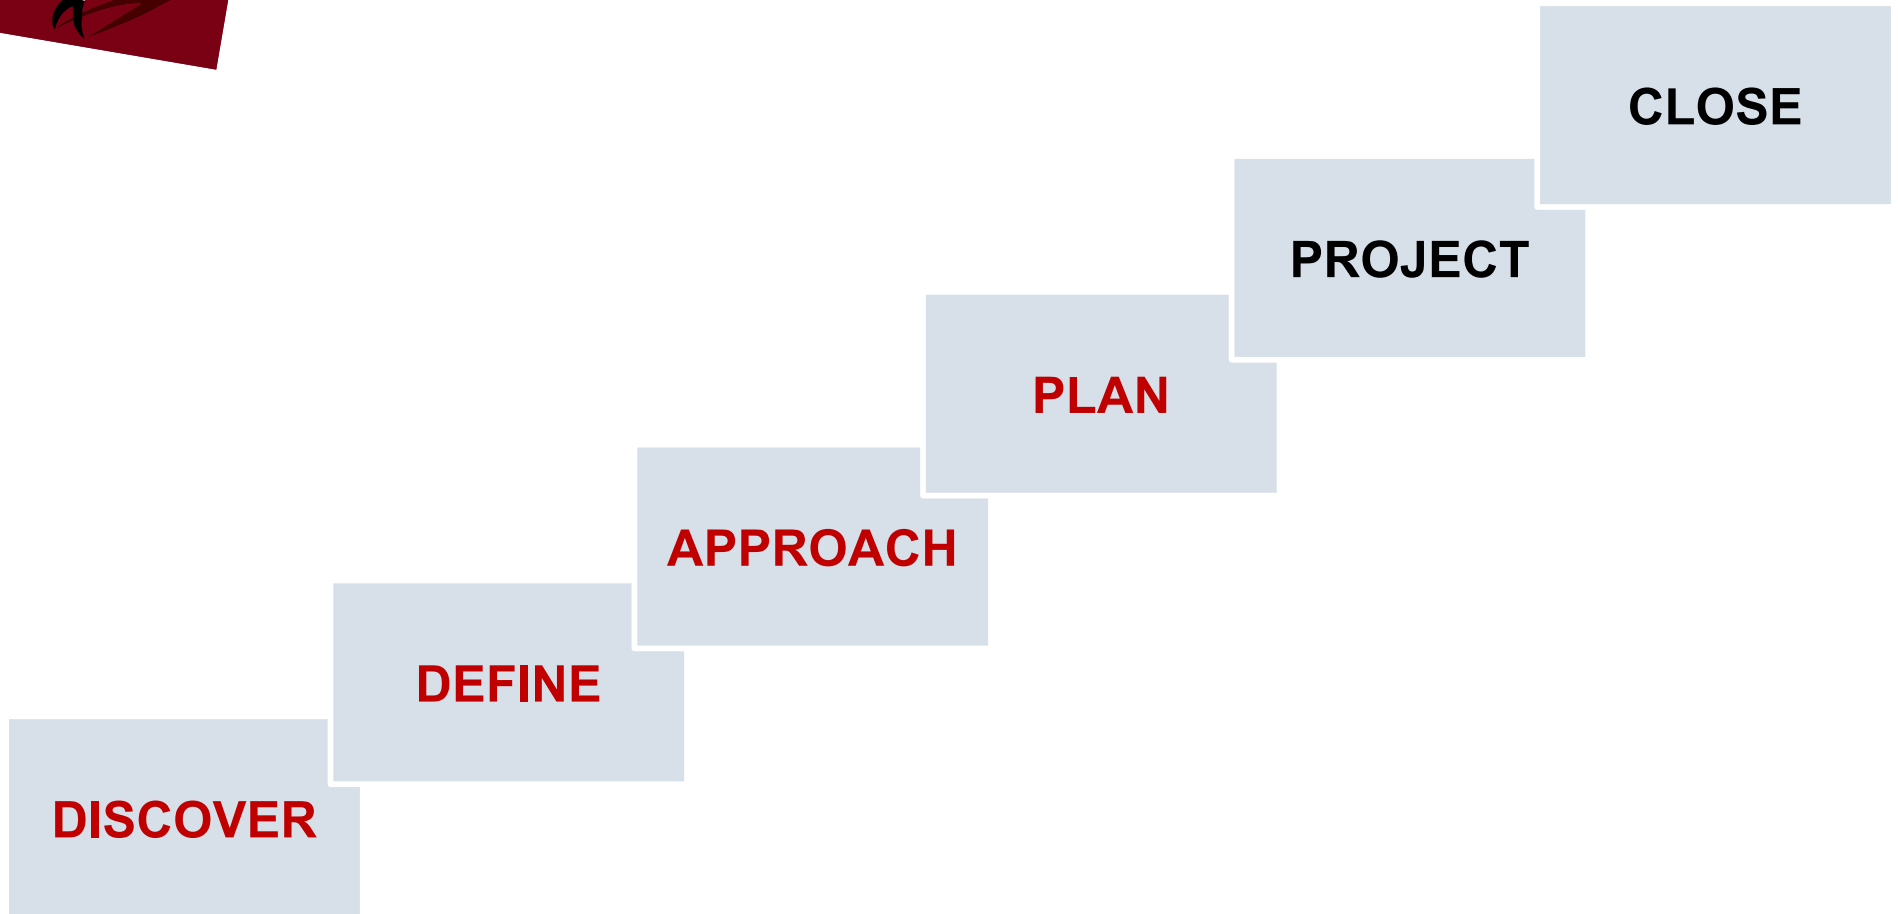 CLOSE
PROJECT
PLAN
APPROACH
DEFINE
DISCOVER